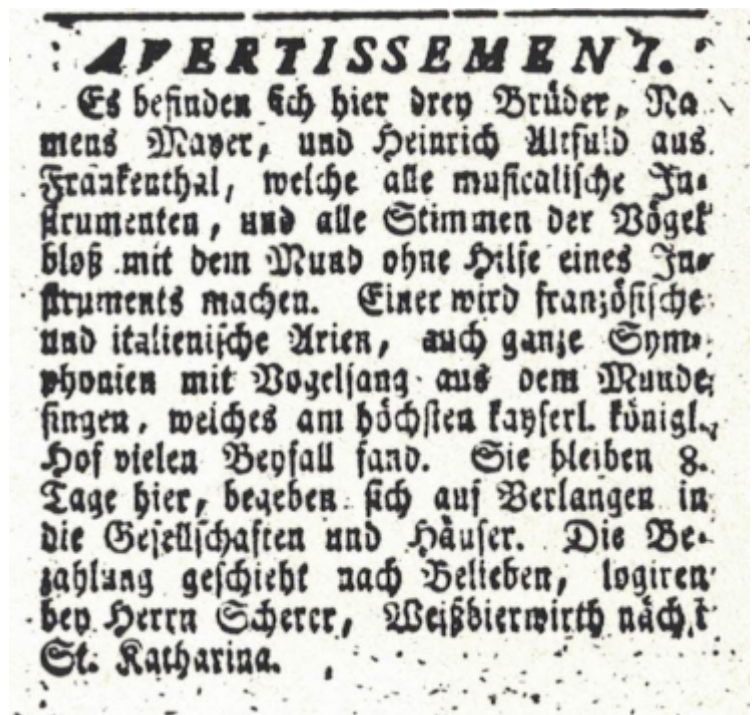 AVERTISSEMENT.
Es befinden sich hier drey Brüder, Na
mens Mayer, und Heinrich Altfuld aus
Frankenthal, welche alle musicalische In-
strumenten, und alle Stimmen der Vögel
bloß mit dem Mund ohne Hilfe eines In-
struments machen. Einer wird französische
und italienische Arien, auch ganze Sym-
phonien mit Vogelsang aus dem Munde
singen, welches am höchsten kayserl. königl.
Hof vielen Beyfall fand. Sie bleiben 8.
Tage hier, begeben sich auf Verlangen in
die Gesellschaften und Häuser. Die Be-
zahlung geschieht nach Belieben, logiren
bey Herrn Scherer, Weißbierwirth nächst
St. Katharina.